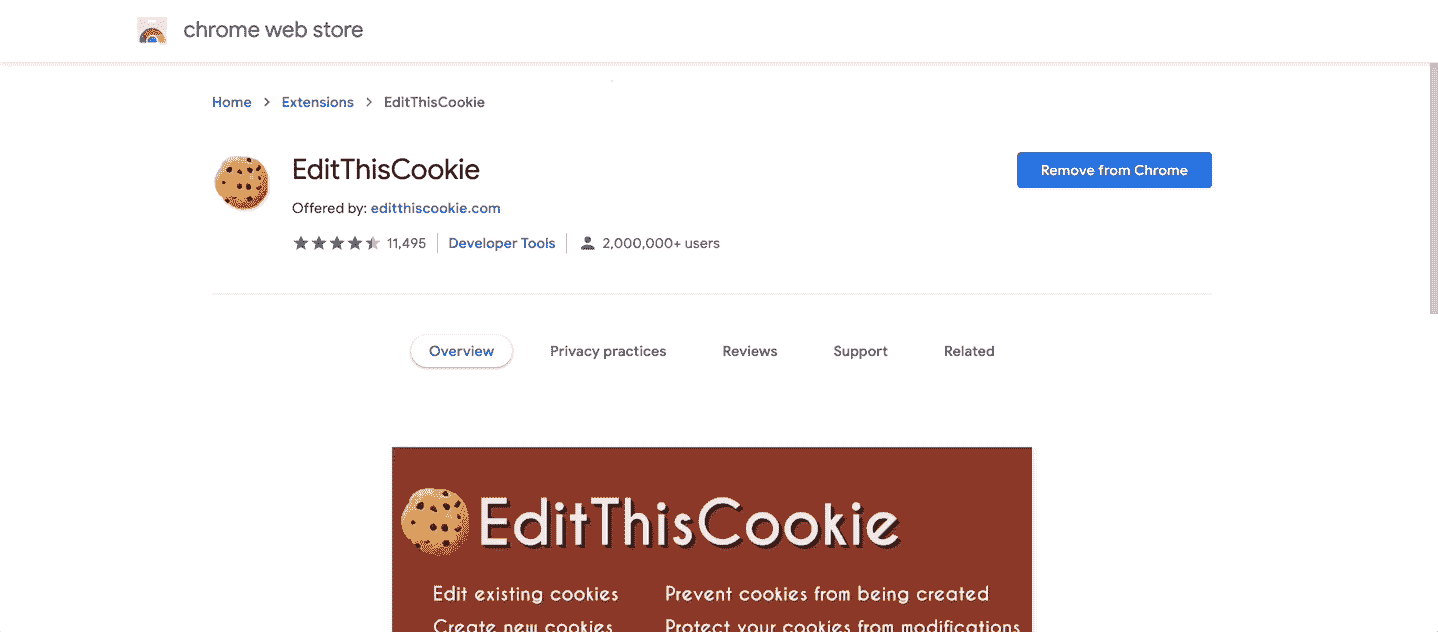 chrome web store
Home > Extensions > EditThisCookie
EditThisCookie
Remove from Chrome
Offered by: editthiscookie.com
11,495 Developer Tools 2,000,000+ users
Overview Privacy practices Reviews Support Related
EditThisCookie
Edit existing cookies Prevent cookies from being created
Create new cookies Protect your cookies from modifications